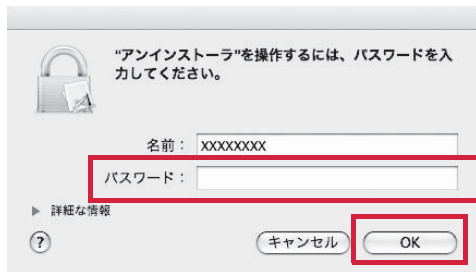 “アンインストーラ”を操作するには、パスワードを入
力してください。
名前： XXXXXXXX
パスワード：
▶ 詳細な情報
? キャンセル OK